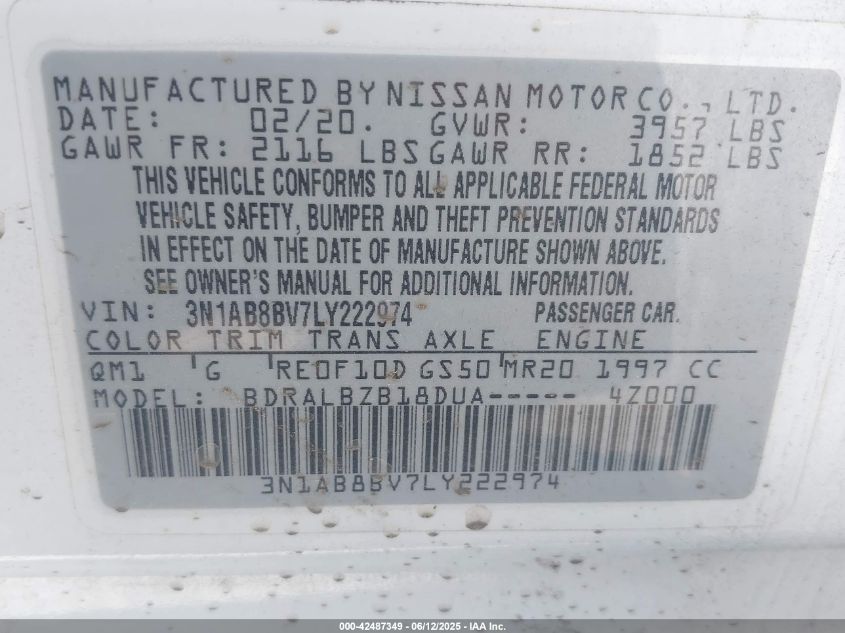 MANUFACTURED BY NISSAN MOTOR CO., LTD.
DATE: 02/20. GVWR: 3957 LBS
GAWR FR: 2116 LBS GAWR RR: 1852 LBS
THIS VEHICLE CONFORMS TO ALL APPLICABLE FEDERAL MOTOR
VEHICLE SAFETY, BUMPER AND THEFT PREVENTION STANDARDS
IN EFFECT ON THE DATE OF MANUFACTURE SHOWN ABOVE.
SEE OWNER'S MANUAL FOR ADDITIONAL INFORMATION.
VIN: 3N1AB8BV7LY222974 PASSENGER CAR.
COLOR TRIM TRANS AXLE ENGINE
QM1 G RE0F10D GS50 MR20 1997 CC
MODEL: BDRALBZB18DUA----- 4Z000
3N1AB8BV7LY222974
000-42487349 - 06/12/2025 - IAA Inc.